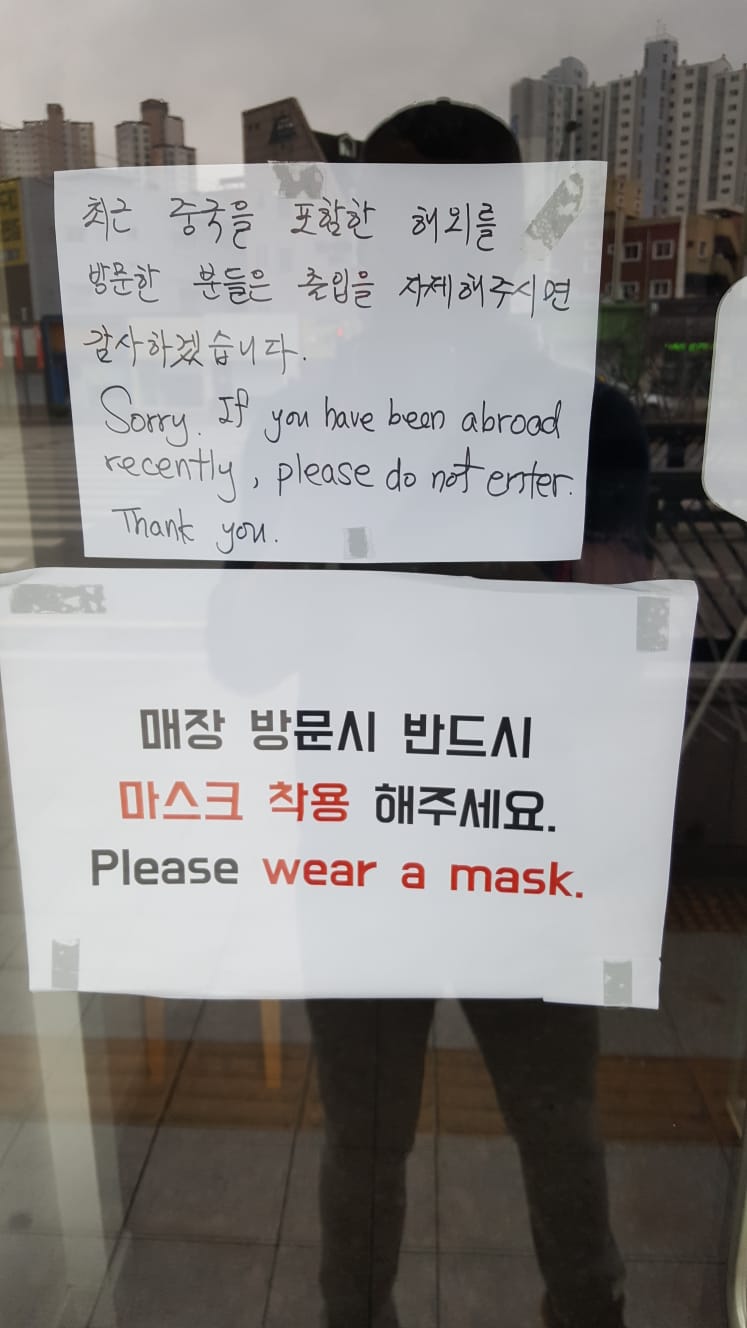 최근 중국을 포함한 해외를
방문한 분들은 출입을 자제해주시면
감사하겠습니다.
Sorry. If you have been abroad
recently, please do not enter.
Thank you.
매장 방문시 반드시
마스크 착용 해주세요.
Please wear a mask.